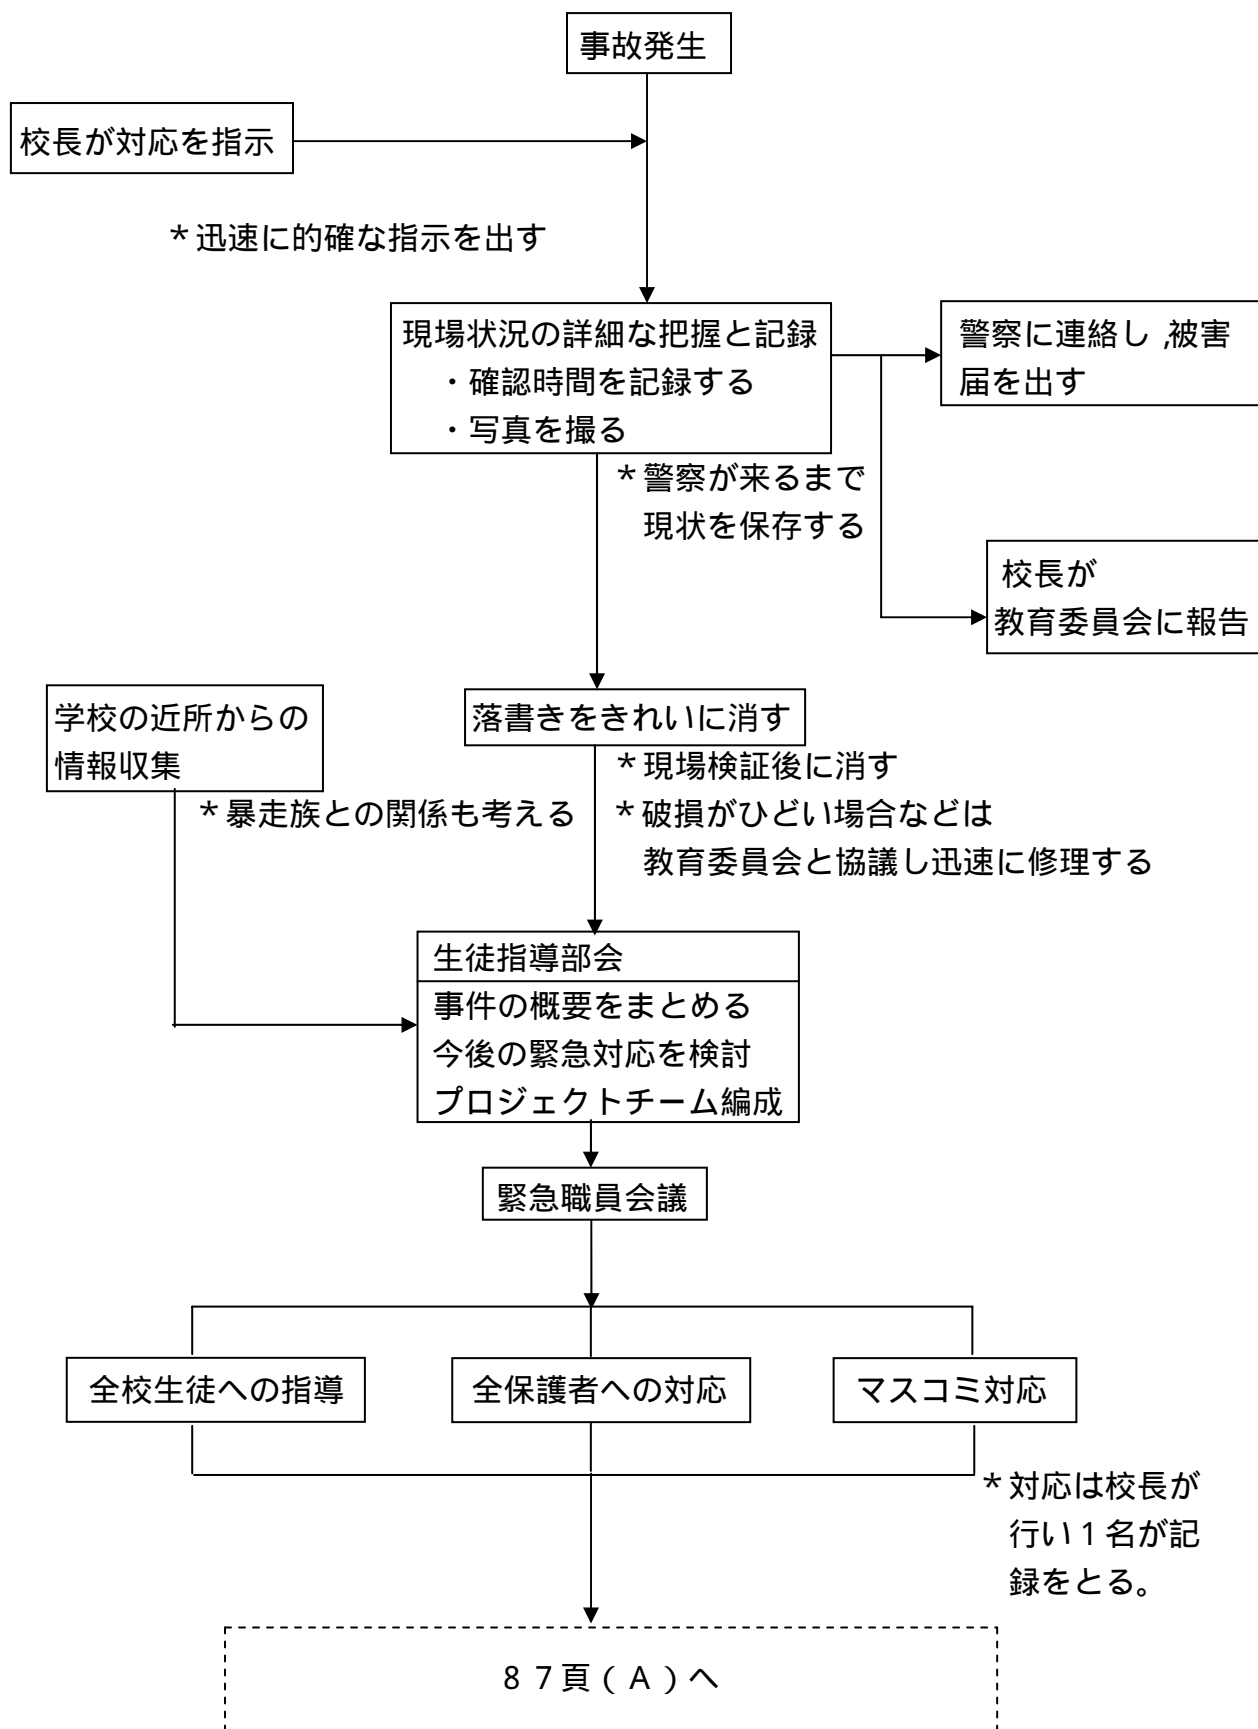 事故発生
校長が対応を指示
*迅速に的確な指示を出す
現場状況の詳細な把握と記録
・確認時間を記録する
・写真を撮る
警察に連絡し,被害
届を出す
*警察が来るまで
現状を保存する
校長が
教育委員会に報告
学校の近所からの
情報収集
*暴走族との関係も考える
落書きをきれいに消す
*現場検証後に消す
*破損がひどい場合などは
教育委員会と協議し迅速に修理する
生徒指導部会
事件の概要をまとめる
今後の緊急対応を検討
プロジェクトチーム編成
緊急職員会議
全校生徒への指導
全保護者への対応
マスコミ対応
*対応は校長が
行い1名が記
録をとる。
87頁(A)へ